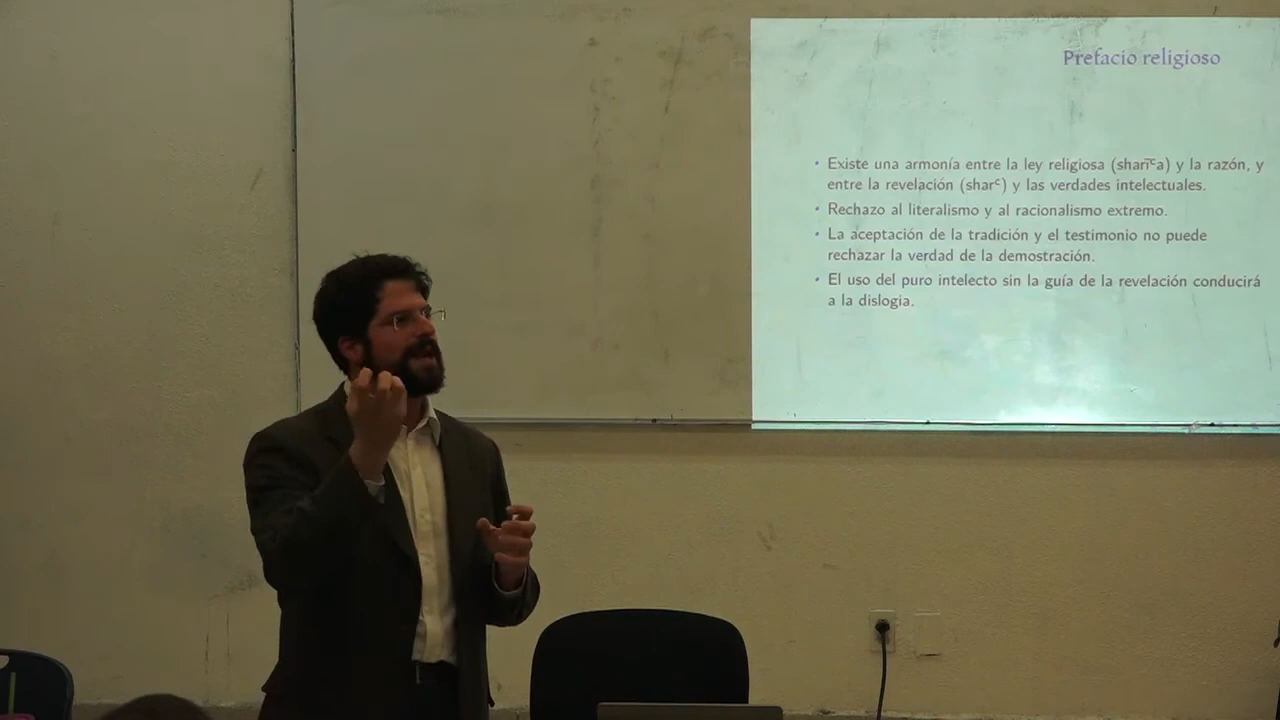 Prefacio religioso
• Existe una armonía entre la ley religiosa (sharīᶜa) y la razón, y
entre la revelación (sharᶜ) y las verdades intelectuales.
• Rechazo al literalismo y al racionalismo extremo.
• La aceptación de la tradición y el testimonio no puede
rechazar la verdad de la demostración.
• El uso del puro intelecto sin la guía de la revelación conducirá
a la dislogia.